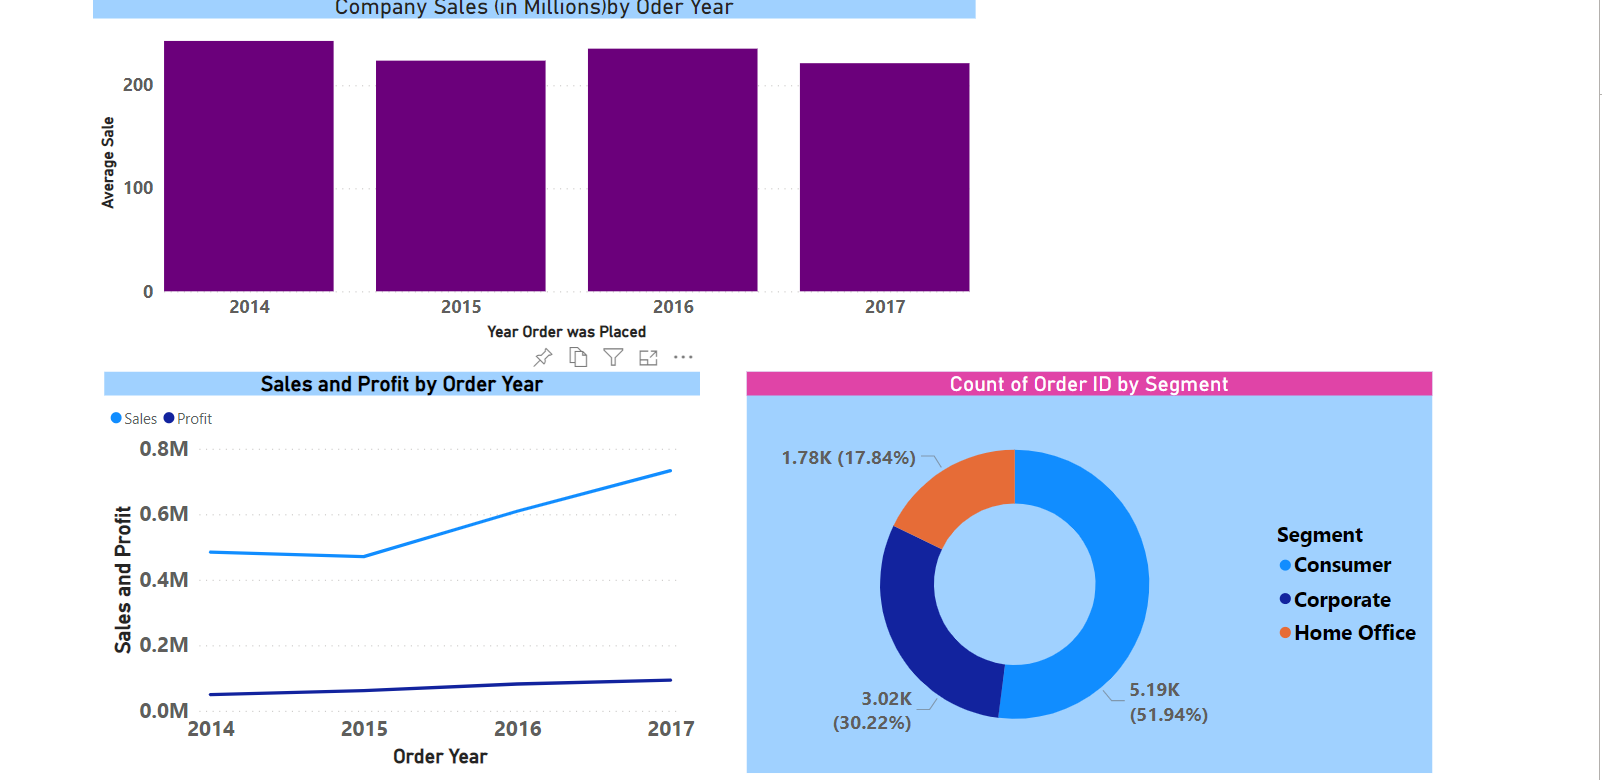 Company Sales (in Millions)by Oder Year
200
100
0
Average Sale
2014 2015 2016 2017
Year Order was Placed
Sales and Profit by Order Year
Sales Profit
0.8M
0.6M
0.4M
0.2M
0.0M
Sales and Profit
2014 2015 2016 2017
Order Year
Count of Order ID by Segment
1.78K (17.84%)
3.02K
(30.22%)
5.19K
(51.94%)
Segment
Consumer
Corporate
Home Office